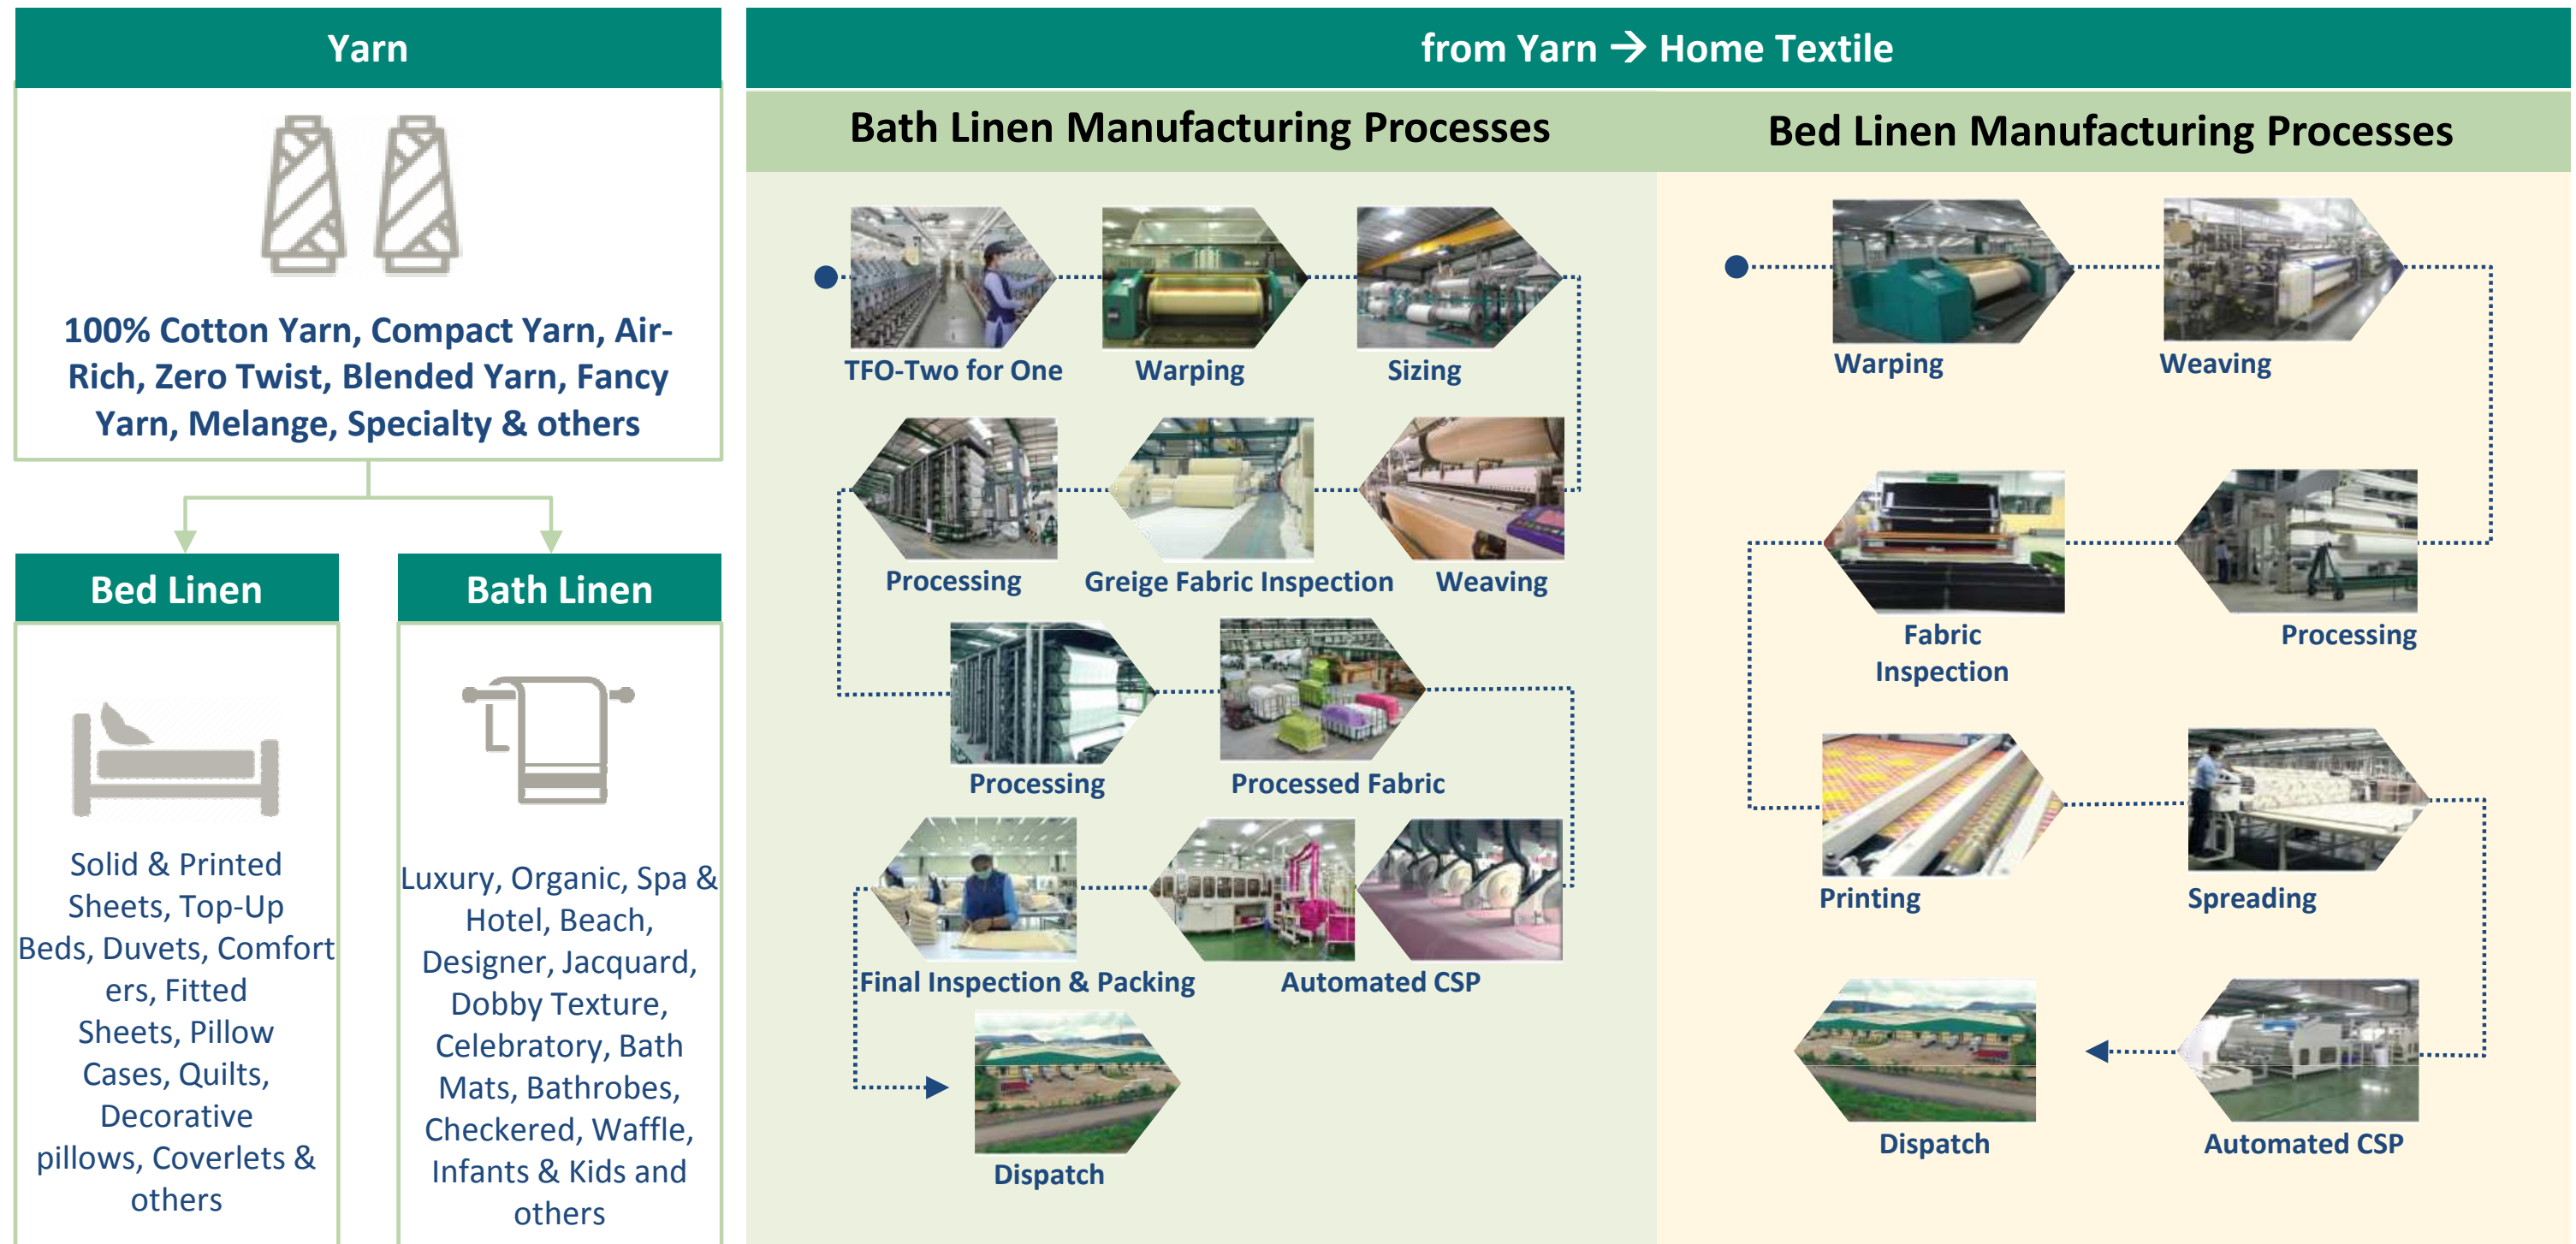 Yarn
100% Cotton Yarn, Compact Yarn, Air-
Rich, Zero Twist, Blended Yarn, Fancy
Yarn, Melange, Specialty & others
Bed Linen
Solid & Printed
Sheets, Top-Up
Beds, Duvets, Comfort
ers, Fitted
Sheets, Pillow
Cases, Quilts,
Decorative
pillows, Coverlets &
others
Bath Linen
Luxury, Organic, Spa &
Hotel, Beach,
Designer, Jacquard,
Dobby Texture,
Celebratory, Bath
Mats, Bathrobes,
Checkered, Waffle,
Infants & Kids and
others
from Yarn → Home Textile
Bath Linen Manufacturing Processes
TFO-Two for One
Warping
Sizing
Processing
Greige Fabric Inspection
Weaving
Processing
Processed Fabric
Final Inspection & Packing
Automated CSP
Dispatch
Bed Linen Manufacturing Processes
Warping
Weaving
Fabric
Inspection
Processing
Printing
Spreading
Dispatch
Automated CSP